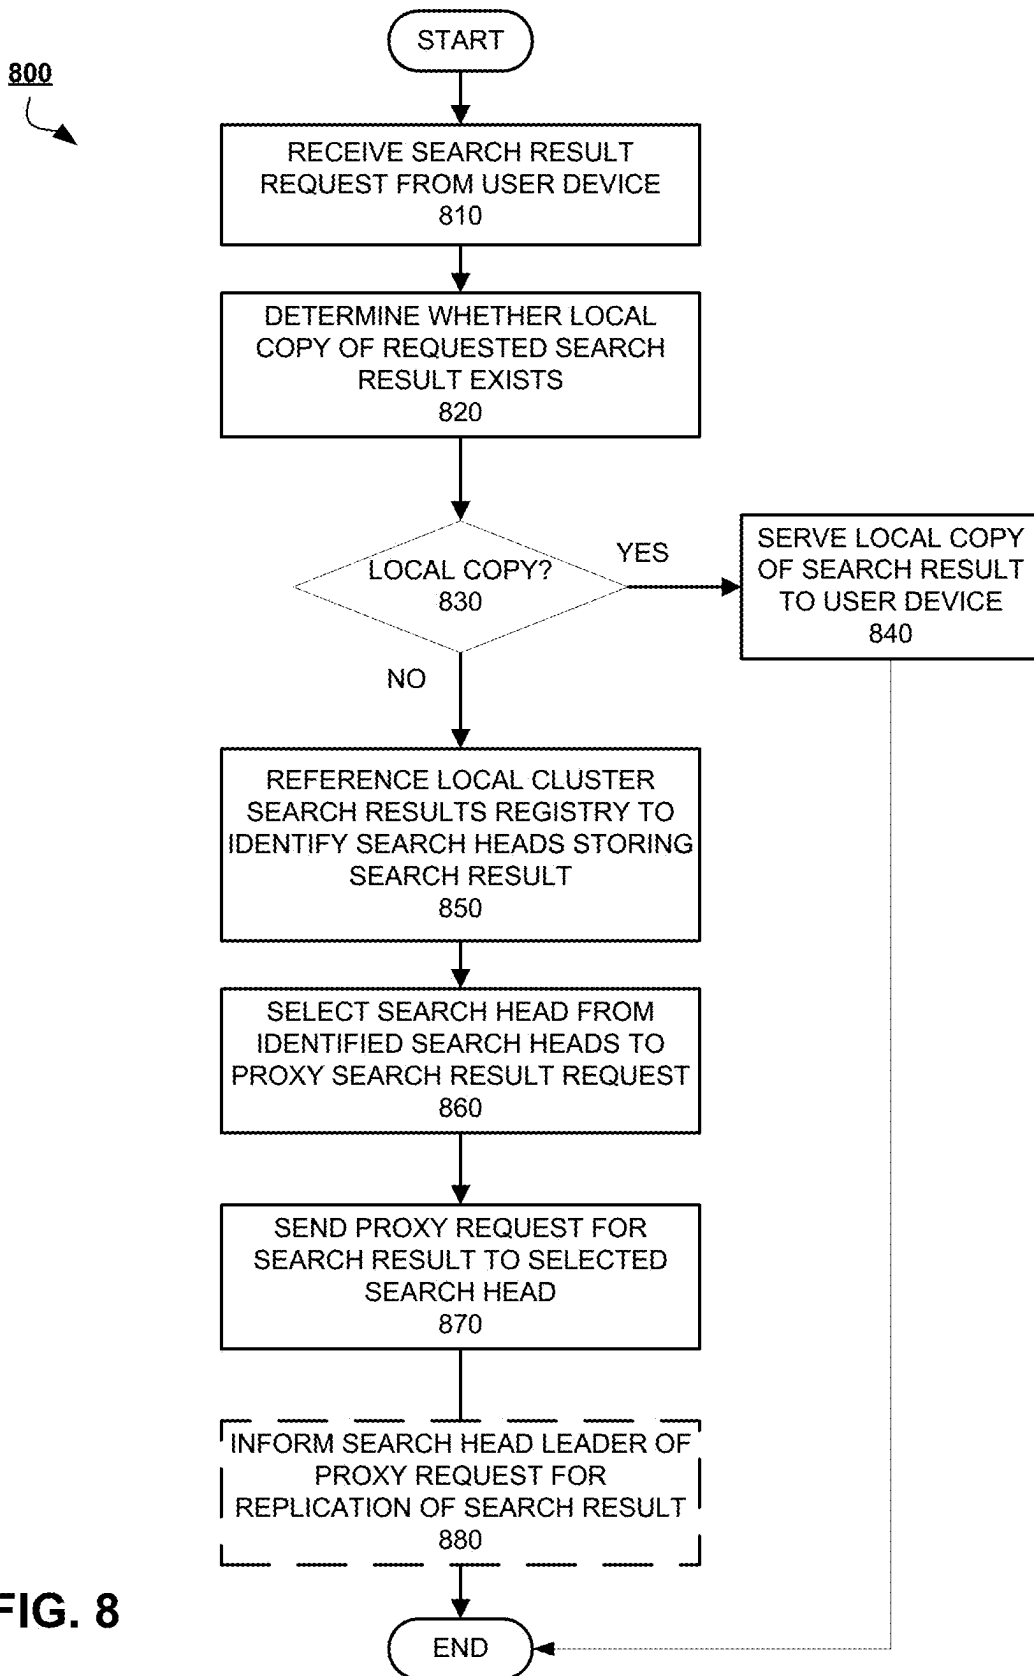 START
800
RECEIVE SEARCH RESULT
REQUEST FROM USER DEVICE
810
DETERMINE WHETHER LOCAL
COPY OF REQUESTED SEARCH
RESULT EXISTS
820
LOCAL COPY?
830
YES
SERVE LOCAL COPY
OF SEARCH RESULT
TO USER DEVICE
840
NO
REFERENCE LOCAL CLUSTER
SEARCH RESULTS REGISTRY TO
IDENTIFY SEARCH HEADS STORING
SEARCH RESULT
850
SELECT SEARCH HEAD FROM
IDENTIFIED SEARCH HEADS TO
PROXY SEARCH RESULT REQUEST
860
SEND PROXY REQUEST FOR
SEARCH RESULT TO SELECTED
SEARCH HEAD
870
INFORM SEARCH HEAD LEADER OF
PROXY REQUEST FOR
REPLICATION OF SEARCH RESULT
880
FIG. 8
END